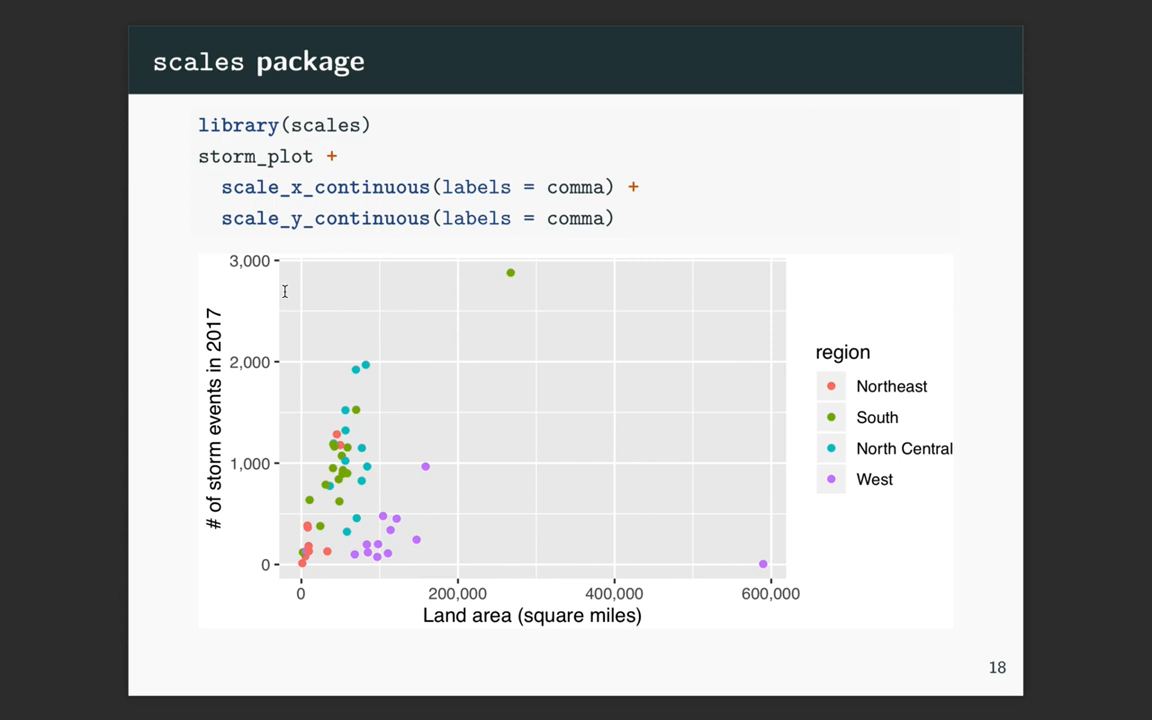 scales package
library(scales)
storm_plot +
scale_x_continuous(labels = comma) +
scale_y_continuous(labels = comma)
3,000
2,000
1,000
0
# of storm events in 2017
0 200,000 400,000 600,000
Land area (square miles)
region
Northeast
South
North Central
West
18